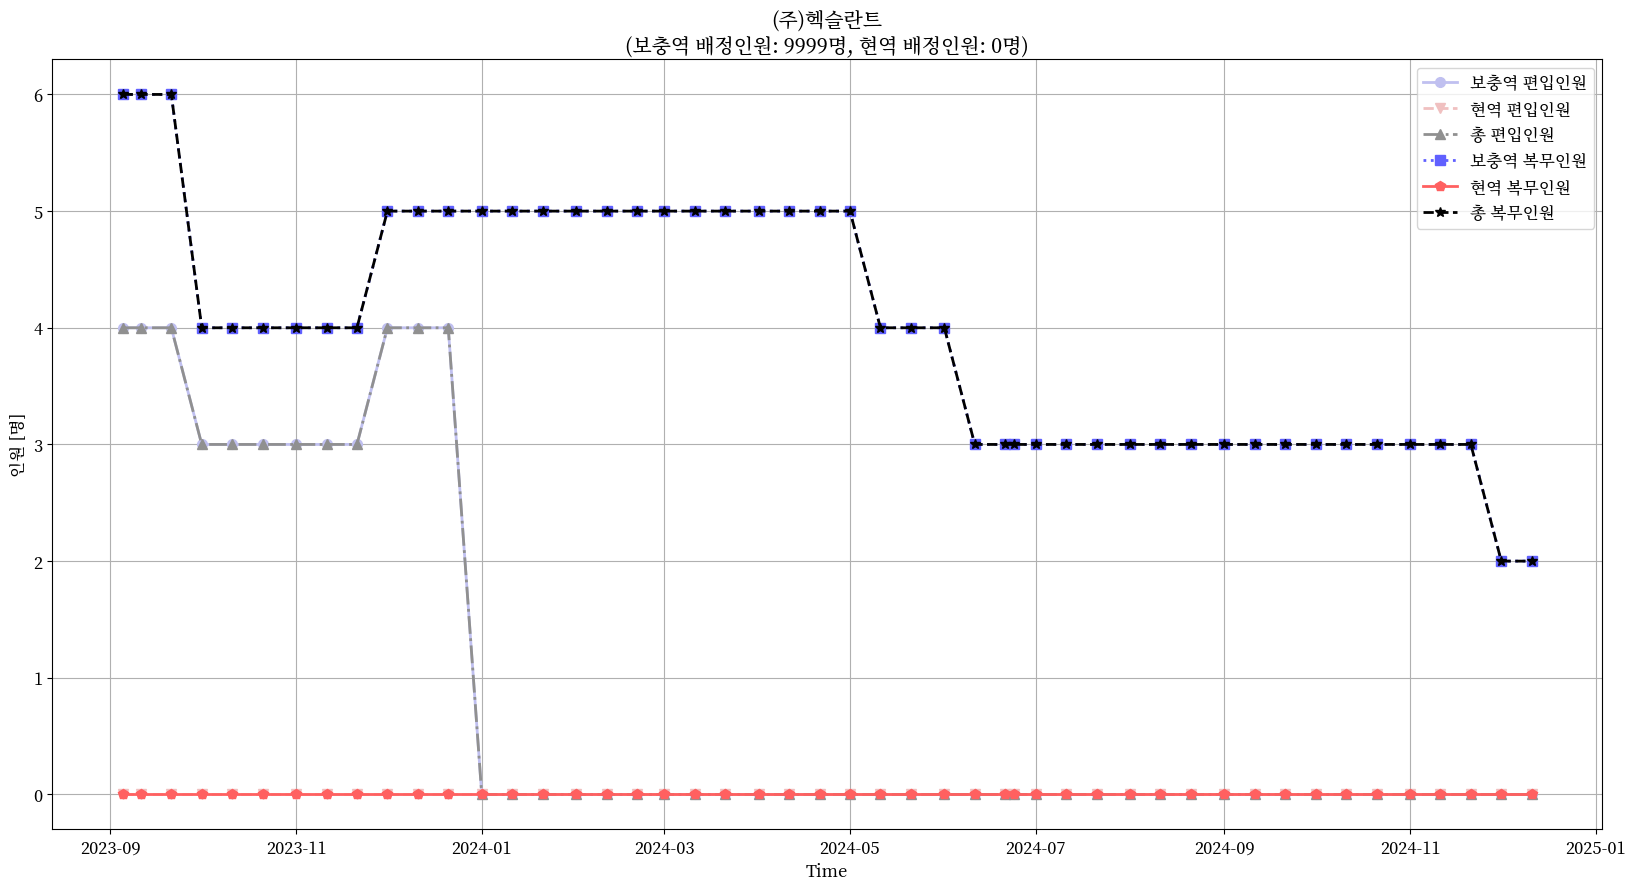 (주)헥슬란트
(보충역 배정인원: 9999명, 현역 배정인원: 0명)
보충역 편입인원
현역 편입인원
총 편입인원
보충역 복무인원
현역 복무인원
총 복무인원
인원 [명]
6
5
4
3
2
1
0
2023-09 2023-11 2024-01 2024-03 2024-05 2024-07 2024-09 2024-11 2025-01
Time